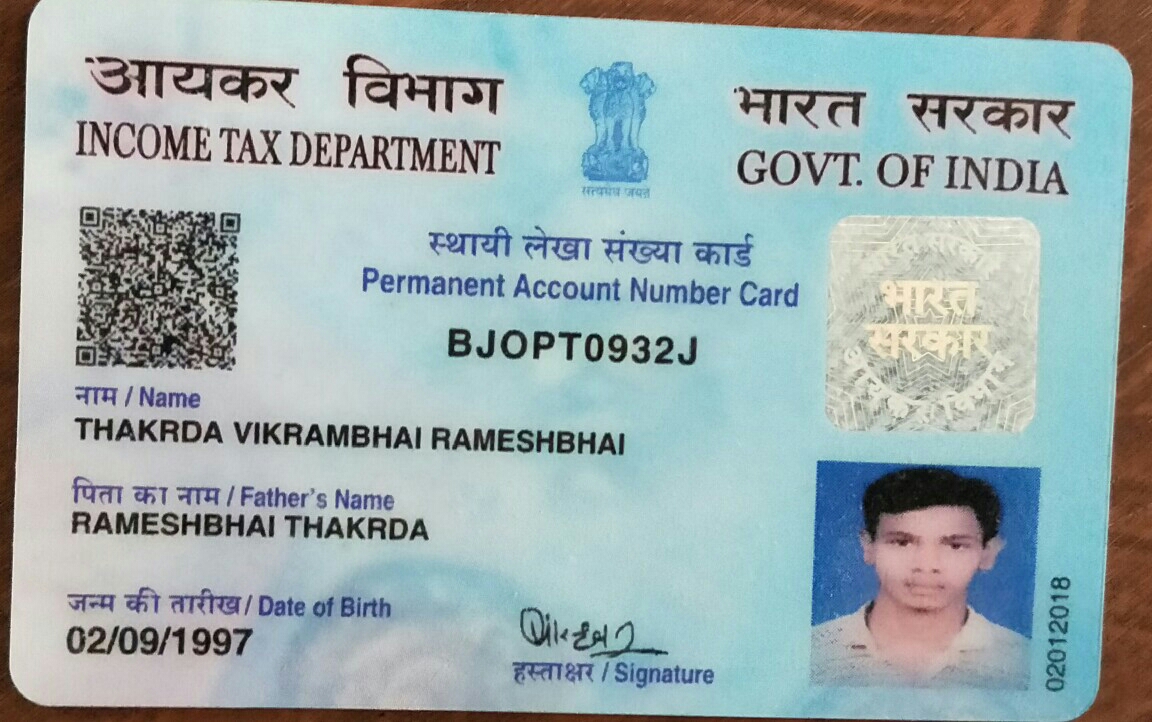 आयकर विभाग
INCOME TAX DEPARTMENT
सत्यमेव जयते
भारत सरकार
GOVT. OF INDIA
स्थायी लेखा संख्या कार्ड
Permanent Account Number Card
BJOPT0932J
भारत
सरकार
नाम / Name
THAKRDA VIKRAMBHAI RAMESHBHAI
पिता का नाम / Father's Name
RAMESHBHAI THAKRDA
जन्म की तारीख / Date of Birth
02/09/1997
हस्ताक्षर / Signature
02012018